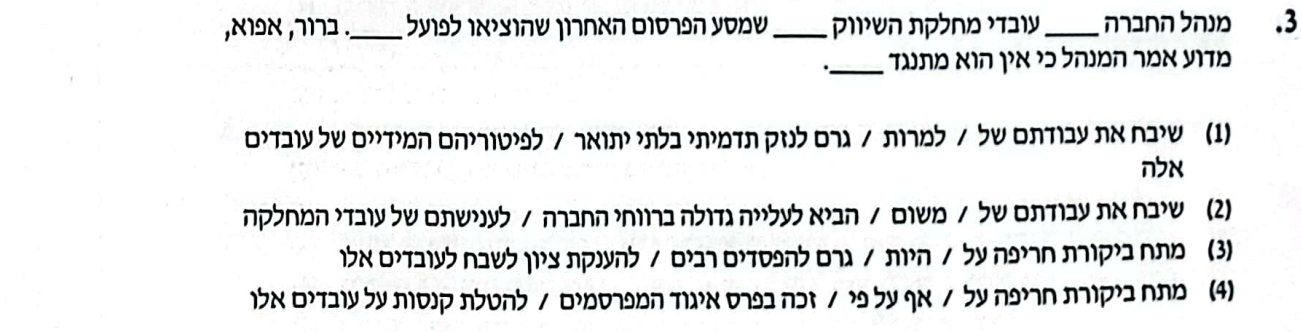 3. מנהל החברה ____ עובדי מחלקת השיווק ____ שמסע הפרסום האחרון שהוציאו לפועל ____. ברור, אפוא,
מדוע אמר המנהל כי אין הוא מתנגד ____.
(1) שיבח את עבודתם של / למרות / גרם לנזק תדמיתי בלתי יתואר / לפיטוריהם המידיים של עובדים
אלה
(2) שיבח את עבודתם של / משום / הביא לעלייה גדולה ברווחי החברה / לענישתם של עובדי המחלקה
(3) מתח ביקורת חריפה על / היות / גרם להפסדים רבים / להענקת ציון לשבח לעובדים אלו
(4) מתח ביקורת חריפה על / אף על פי / זכה בפרס איגוד המפרסמים / להטלת קנסות על עובדים אלו